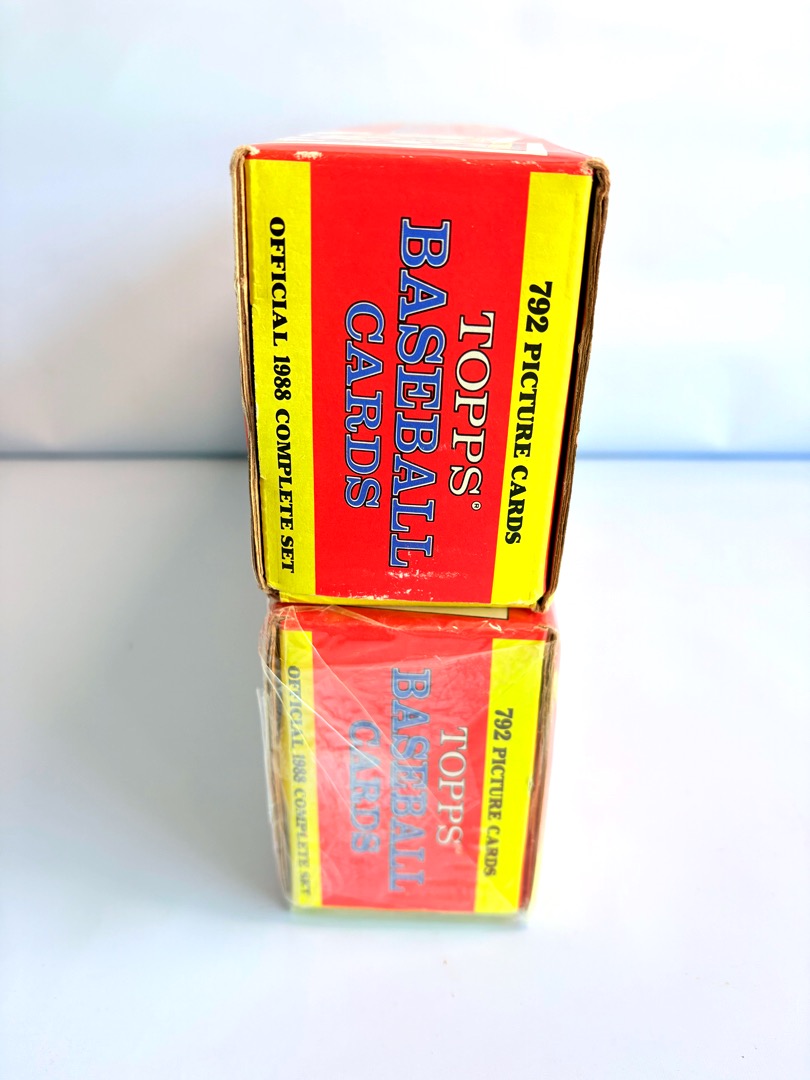 792 PICTURE CARDS
TOPPS®
BASEBALL
CARDS
OFFICIAL 1988 COMPLETE SET
792 PICTURE CARDS
TOPPS
BASEBALL
CARDS
OFFICIAL 1988 COMPLETE SET